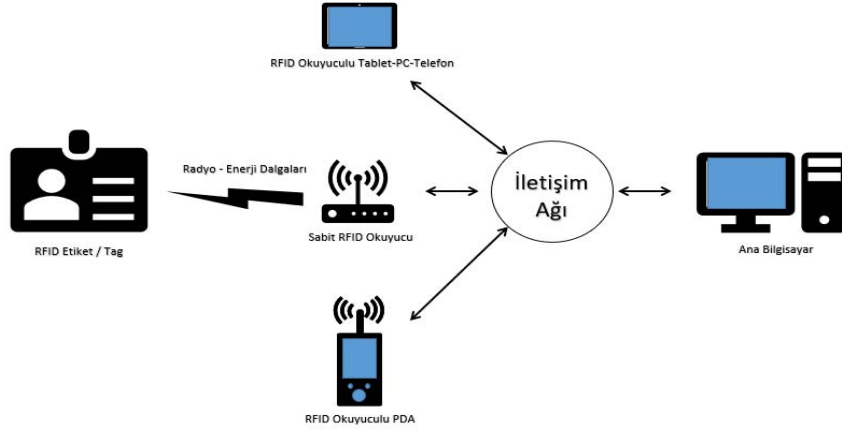 RFID Okuyuculu Tablet-PC-Telefon
Radyo - Enerji Dalgaları
İletişim
Ağı
RFID Etiket / Tag
Sabit RFID Okuyucu
Ana Bilgisayar
RFID Okuyuculu PDA